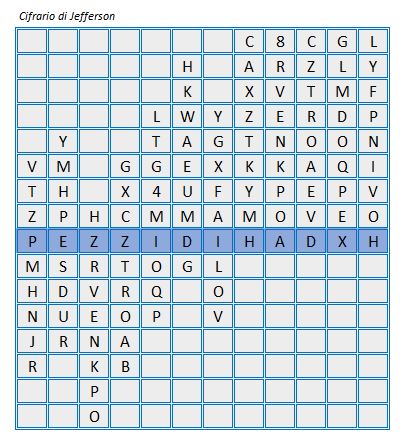 Cifrario di Jefferson
C 8 C G L
H A R Z L Y
K X V T M F
L W Y Z E R D P
Y T A G T N O O N
V M G G E X K K A Q I
T H X 4 U F Y P E P V
Z P H C M M A M O V E O
P E Z Z I D I H A D X H
M S R T O G L
H D V R Q O
N U E O P V
J R N A
R K B
P
O